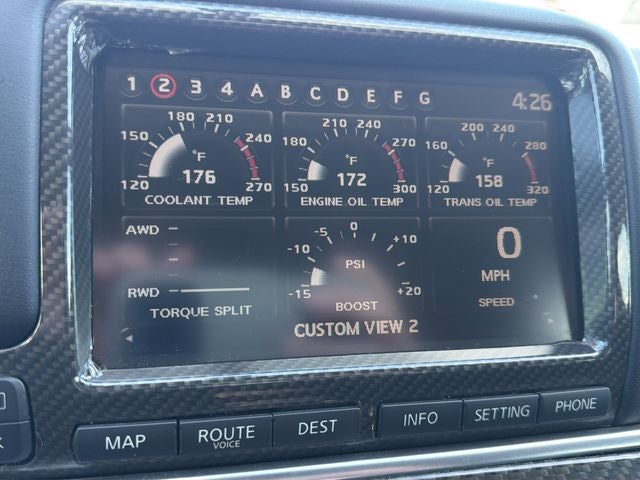 1 2 3 4 A B C D E F G
4:26
180 210
150 240
°F
176
120 270
COOLANT TEMP
210 240
180 270
°F
172
150 300
ENGINE OIL TEMP
200 240
160 280
°F
158
120 320
TRANS OIL TEMP
AWD
RWD
TORQUE SPLIT
0
-5
-10 +10
PSI
-15 +20
BOOST
0
MPH
SPEED
CUSTOM VIEW 2
MAP
ROUTE
VOICE
DEST
INFO
SETTING
PHONE